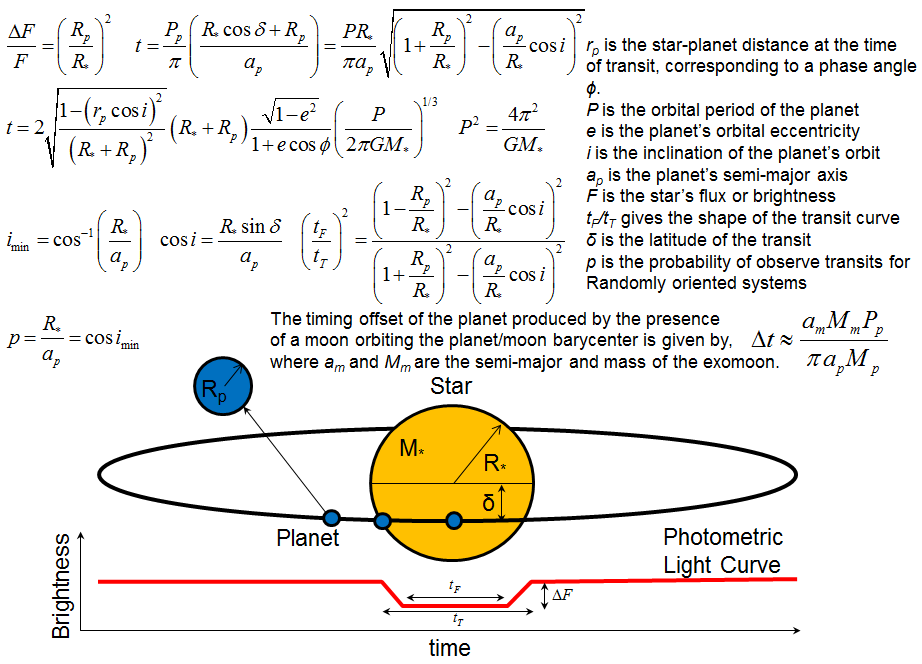 ΔF/F = (R_p/R_*)^2    t = P_p/π ((R_* cos δ + R_p)/a_p) = PR_*/(πa_p) √((1 + R_p/R_*)^2 − (a_p/R_* cos i)^2)
r_p is the star-planet distance at the time
of transit, corresponding to a phase angle
ϕ.
P is the orbital period of the planet
e is the planet's orbital eccentricity
i is the inclination of the planet's orbit
a_p is the planet's semi-major axis
F is the star's flux or brightness
t_F/t_T gives the shape of the transit curve
δ is the latitude of the transit
p is the probability of observe transits for
Randomly oriented systems
t = 2 √((1 − (r_p cos i)^2)/(R_* + R_p)^2) (R_* + R_p) √(1 − e^2)/(1 + e cos ϕ) (P/(2πGM_*))^{1/3}    P^2 = 4π^2/(GM_*)
i_min = cos^{−1}(R_*/a_p)    cos i = R_* sin δ/a_p    (t_F/t_T)^2 = ((1 − R_p/R_*)^2 − (a_p/R_* cos i)^2)/((1 + R_p/R_*)^2 − (a_p/R_* cos i)^2)
p = R_*/a_p = cos i_min
The timing offset of the planet produced by the presence
of a moon orbiting the planet/moon barycenter is given by,
where a_m and M_m are the semi-major and mass of the exomoon.
Δt ≈ a_m M_m P_p/(πa_p M_p)
Star
R_p
M_*
R_*
δ
Planet
Photometric
Light Curve
Brightness
t_F
ΔF
t_T
time